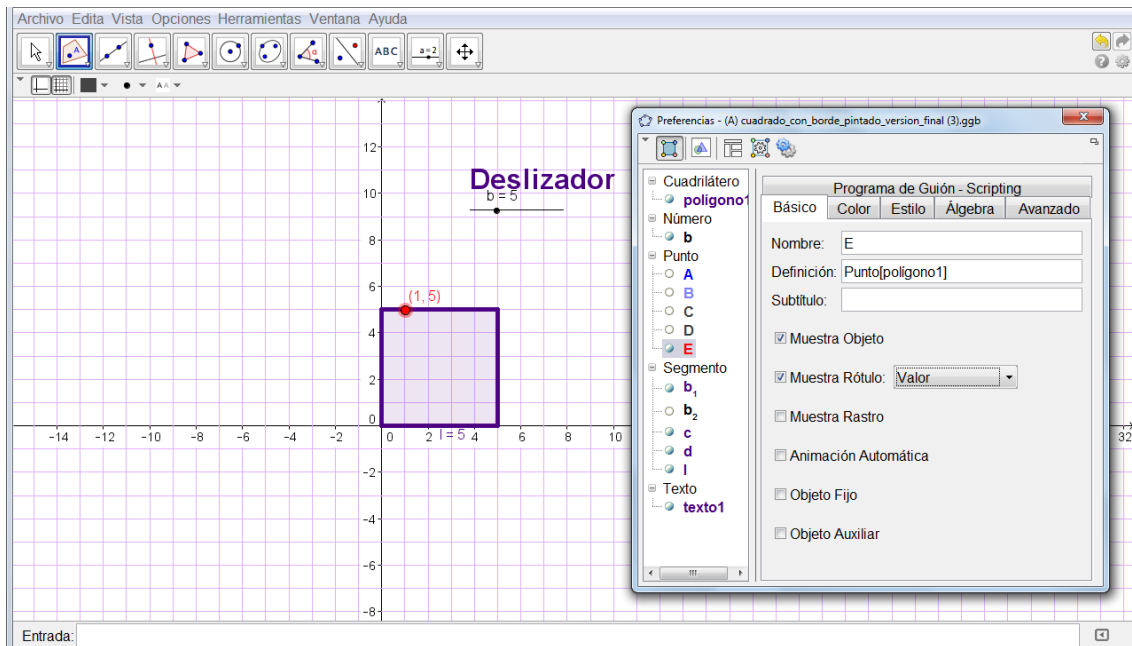 Archivo Edita Vista Opciones Herramientas Ventana Ayuda
A
α
ABC
a=2
A A
Deslizador
b = 5
(1, 5)
l = 5
12
10
8
6
4
2
0
-2
-4
-6
-8
-14 -12 -10 -8 -6 -4 -2 0 2 4 6 8 10 32
Preferencias - (A) cuadrado_con_borde_pintado_version_final (3).ggb
Cuadrilátero
polígono1
Número
b
Punto
A
B
C
D
E
Segmento
b₁
b₂
c
d
l
Texto
texto1
Programa de Guión - Scripting
Básico Color Estilo Álgebra Avanzado
Nombre: E
Definición: Punto[polígono1]
Subtítulo:
Muestra Objeto
Muestra Rótulo: Valor
Muestra Rastro
Animación Automática
Objeto Fijo
Objeto Auxiliar
Entrada: